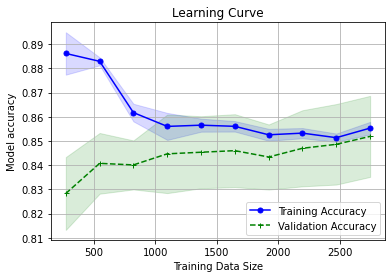 Learning Curve
Model accuracy
0.89
0.88
0.87
0.86
0.85
0.84
0.83
0.82
0.81
500
1000
1500
2000
2500
Training Data Size
Training Accuracy
Validation Accuracy